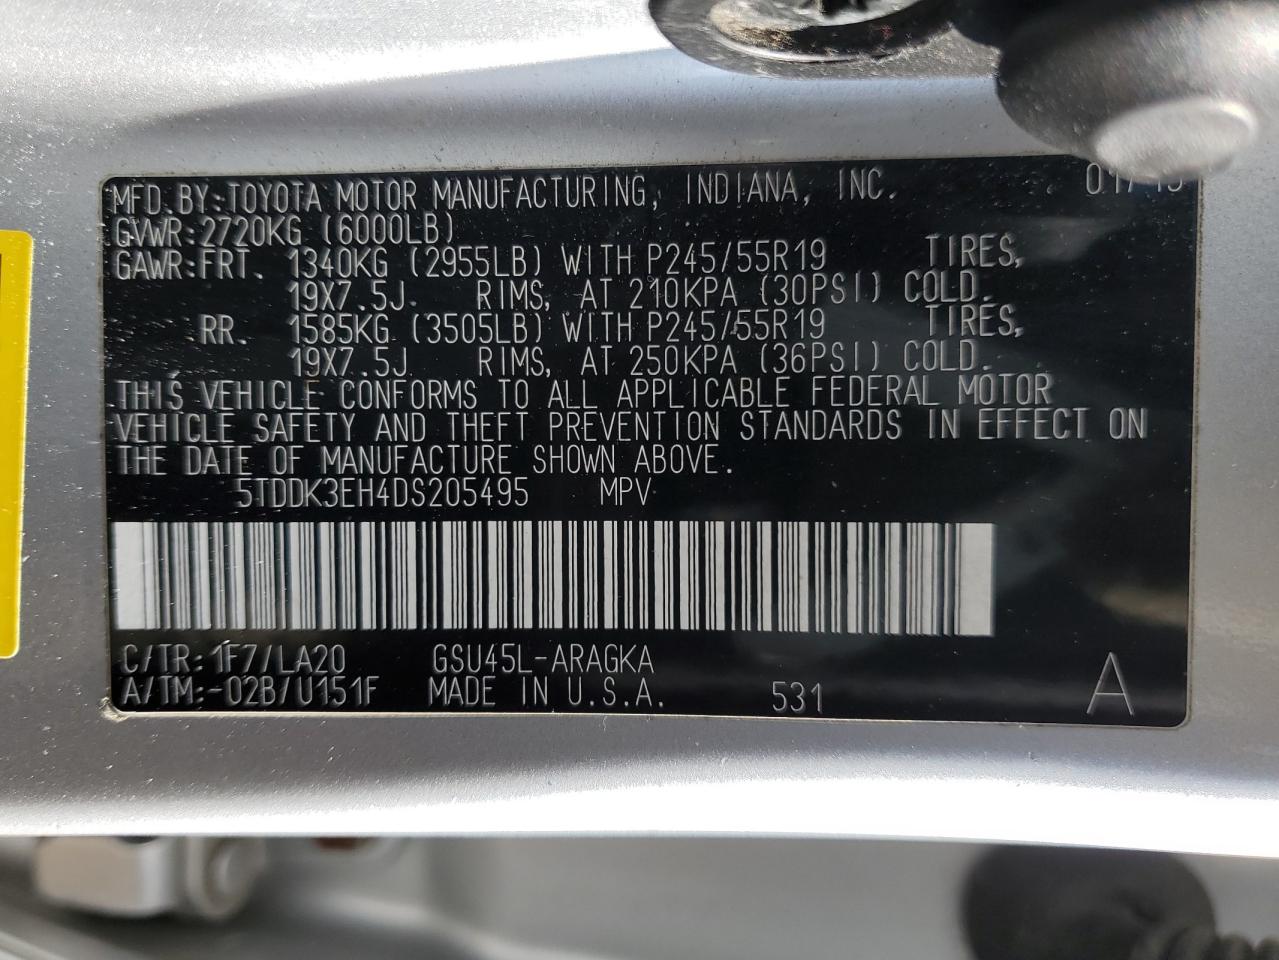 MFD.BY:TOYOTA MOTOR MANUFACTURING, INDIANA, INC.
GVWR:2720KG (6000LB)
GAWR:FRT. 1340KG (2955LB) WITH P245/55R19 TIRES,
19X7.5J. RIMS, AT 210KPA (30PSI) COLD.
RR. 1585KG (3505LB) WITH P245/55R19 TIRES,
19X7.5J RIMS, AT 250KPA (36PSI) COLD.
THIS VEHICLE CONFORMS TO ALL APPLICABLE FEDERAL MOTOR
VEHICLE SAFETY AND THEFT PREVENTION STANDARDS IN EFFECT ON
THE DATE OF MANUFACTURE SHOWN ABOVE.
5TDDK3EH4DS205495 MPV
C/TR: 1F7/LA20 GSU45L-ARAGKA
A/TM:-02B/U151F MADE IN U.S.A. 531 A